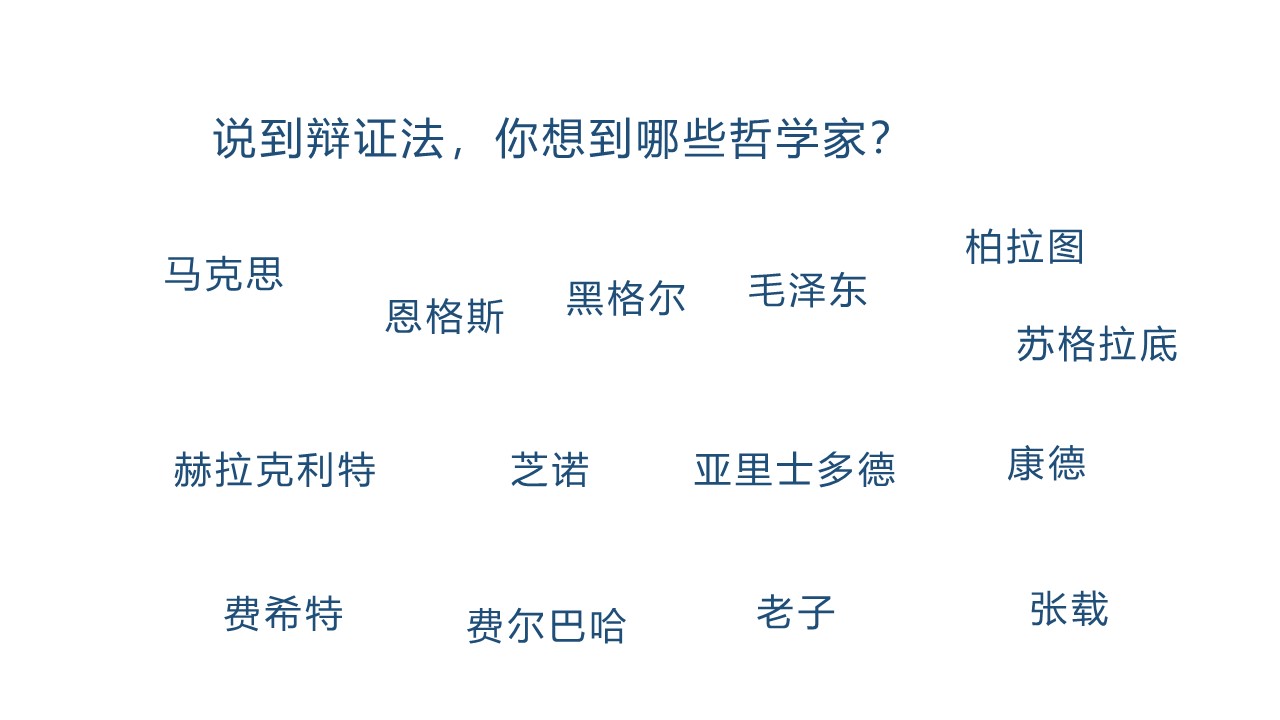 说到辩证法，你想到哪些哲学家？
马克思
恩格斯
黑格尔
毛泽东
柏拉图
苏格拉底
赫拉克利特
芝诺
亚里士多德
康德
费希特
费尔巴哈
老子
张载